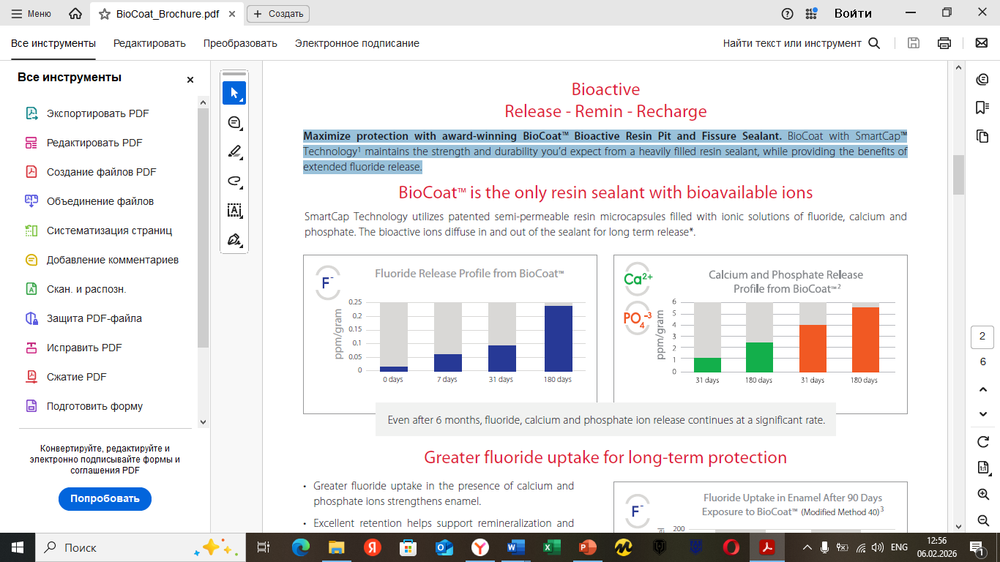 Меню
BioCoat_Brochure.pdf
Создать
Войти
Все инструменты
Редактировать
Преобразовать
Электронное подписание
Найти текст или инструмент
Все инструменты
Экспортировать PDF
Редактировать PDF
Создание файлов PDF
Объединение файлов
Систематизация страниц
Добавление комментариев
Скан. и распозн.
Защита PDF-файла
Исправить PDF
Сжатие PDF
Подготовить форму
Конвертируйте, редактируйте и
электронно подписывайте формы и
соглашения PDF
Попробовать
Bioactive
Release - Remin - Recharge
Maximize protection with award-winning BioCoat™ Bioactive Resin Pit and Fissure Sealant. BioCoat with SmartCap™
Technology¹ maintains the strength and durability you'd expect from a heavily filled resin sealant, while providing the benefits of
extended fluoride release.
BioCoat™ is the only resin sealant with bioavailable ions
SmartCap Technology utilizes patented semi-permeable resin microcapsules filled with ionic solutions of fluoride, calcium and
phosphate. The bioactive ions diffuse in and out of the sealant for long term release*.
F-
Fluoride Release Profile from BioCoat™
ppm/gram
0.25
0.2
0.15
0.1
0.05
0
0 days
7 days
31 days
180 days
Ca2+
PO4-3
Calcium and Phosphate Release
Profile from BioCoat™²
ppm/gram
6
5
4
3
2
1
0
31 days
180 days
31 days
180 days
Even after 6 months, fluoride, calcium and phosphate ion release continues at a significant rate.
Greater fluoride uptake for long-term protection
• Greater fluoride uptake in the presence of calcium and
phosphate ions strengthens enamel.
• Excellent retention helps support remineralization and
F-
Fluoride Uptake in Enamel After 90 Days
Exposure to BioCoat™ (Modified Method 40)³
200
2
6
1:1
Поиск
ENG
12:56
06.02.2026
1